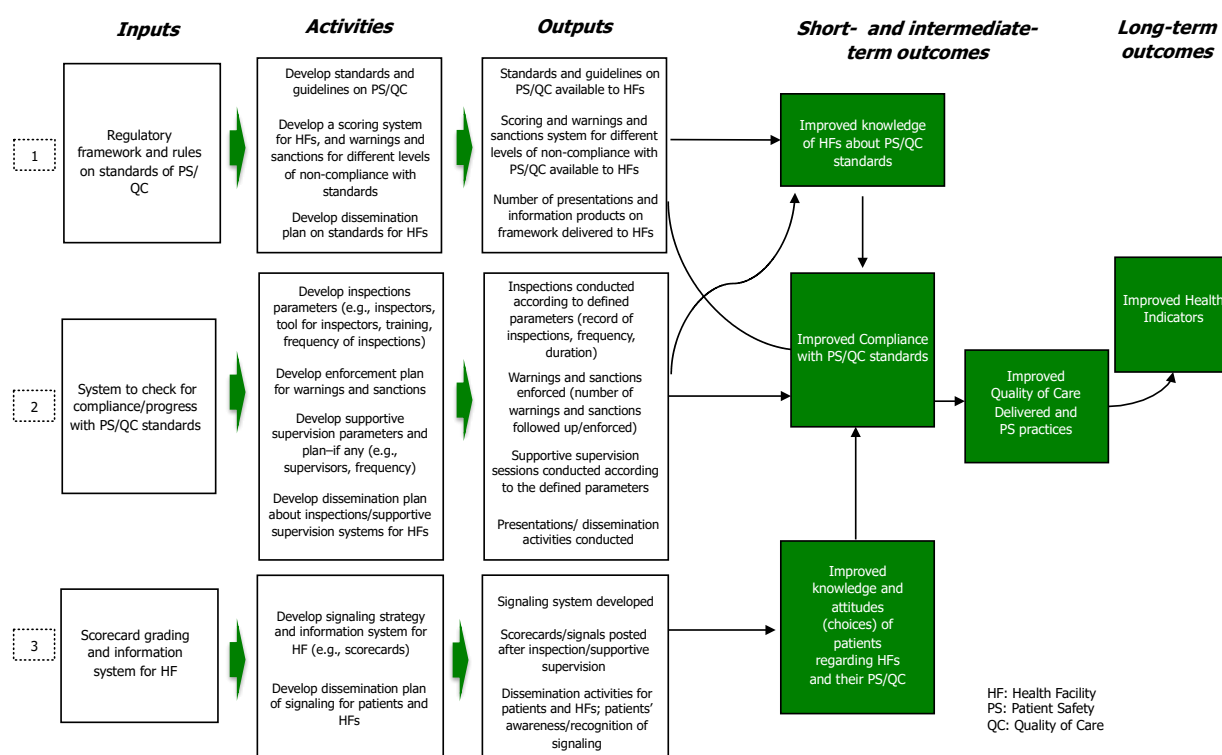 Inputs
Activities
Outputs
Short- and intermediate-
term outcomes
Long-term
outcomes
1
Regulatory
framework and rules
on standards of PS/
QC
Develop standards and
guidelines on PS/QC
Develop a scoring system
for HFs, and warnings and
sanctions for different levels
of non-compliance with
standards
Develop dissemination
plan on standards for HFs
Standards and guidelines on
PS/QC available to HFs
Scoring and warnings and
sanctions system for different
levels of non-compliance with
PS/QC available to HFs
Number of presentations and
information products on
framework delivered to HFs
Improved knowledge
of HFs about PS/QC
standards
2
System to check for
compliance/progress
with PS/QC standards
Develop inspections
parameters (e.g., inspectors,
tool for inspectors, training,
frequency of inspections)
Develop enforcement plan
for warnings and sanctions
Develop supportive
supervision parameters and
plan–if any (e.g.,
supervisors, frequency)
Develop dissemination plan
about inspections/supportive
supervision systems for HFs
Inspections conducted
according to defined
parameters (record of
inspections, frequency,
duration)
Warnings and sanctions
enforced (number of
warnings and sanctions
followed up/enforced)
Supportive supervision
sessions conducted according
to the defined parameters
Presentations/ dissemination
activities conducted
Improved Compliance
with PS/QC standards
Improved
Quality of Care
Delivered and
PS practices
Improved Health
Indicators
3
Scorecard grading
and information
system for HF
Develop signaling strategy
and information system for
HF (e.g., scorecards)
Develop dissemination plan
of signaling for patients and
HFs
Signaling system developed
Scorecards/signals posted
after inspection/supportive
supervision
Dissemination activities for
patients and HFs; patients’
awareness/recognition of
signaling
Improved
knowledge and
attitudes
(choices) of
patients
regarding HFs
and their PS/QC
HF: Health Facility
PS: Patient Safety
QC: Quality of Care